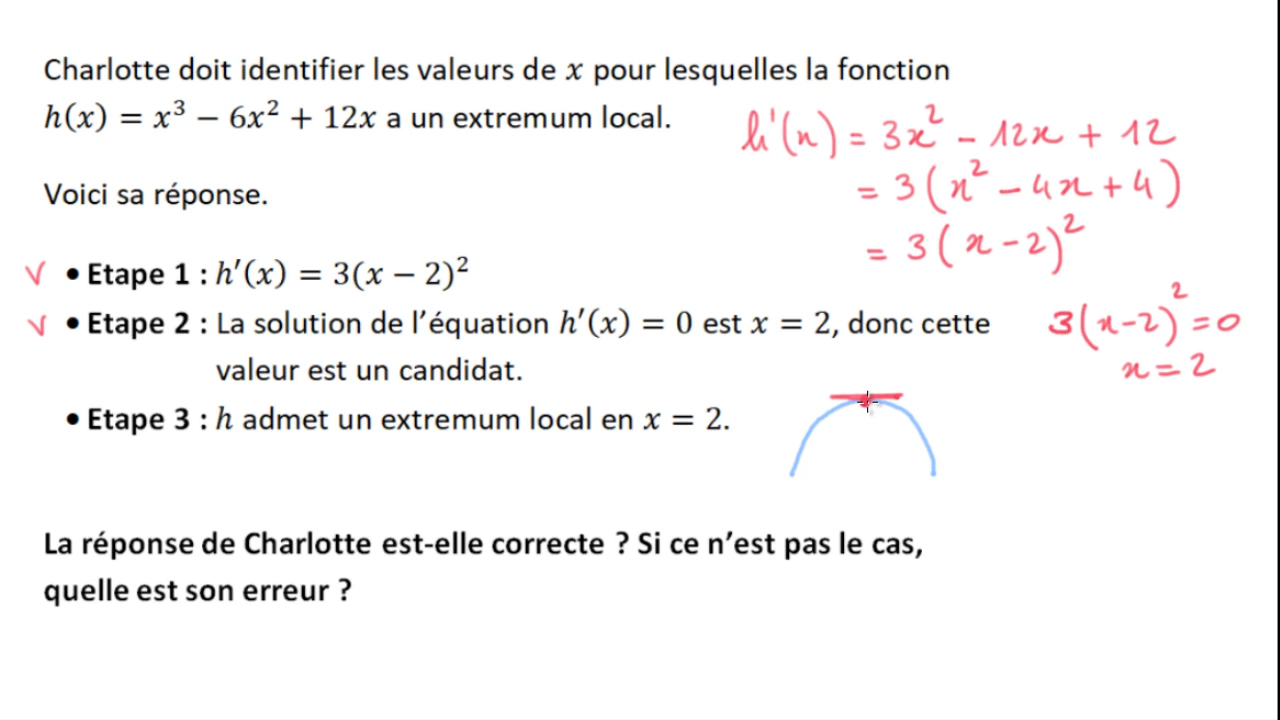 Charlotte doit identifier les valeurs de x pour lesquelles la fonction
h(x) = x³ − 6x² + 12x a un extremum local.
h'(x) = 3x² - 12x + 12
= 3(x² - 4x + 4)
= 3(x-2)²
Voici sa réponse.
V • Etape 1 : h′(x) = 3(x − 2)²
V • Etape 2 : La solution de l’équation h′(x) = 0 est x = 2, donc cette
valeur est un candidat.
3(x-2)² = 0
x = 2
• Etape 3 : h admet un extremum local en x = 2.
La réponse de Charlotte est-elle correcte ? Si ce n’est pas le cas,
quelle est son erreur ?